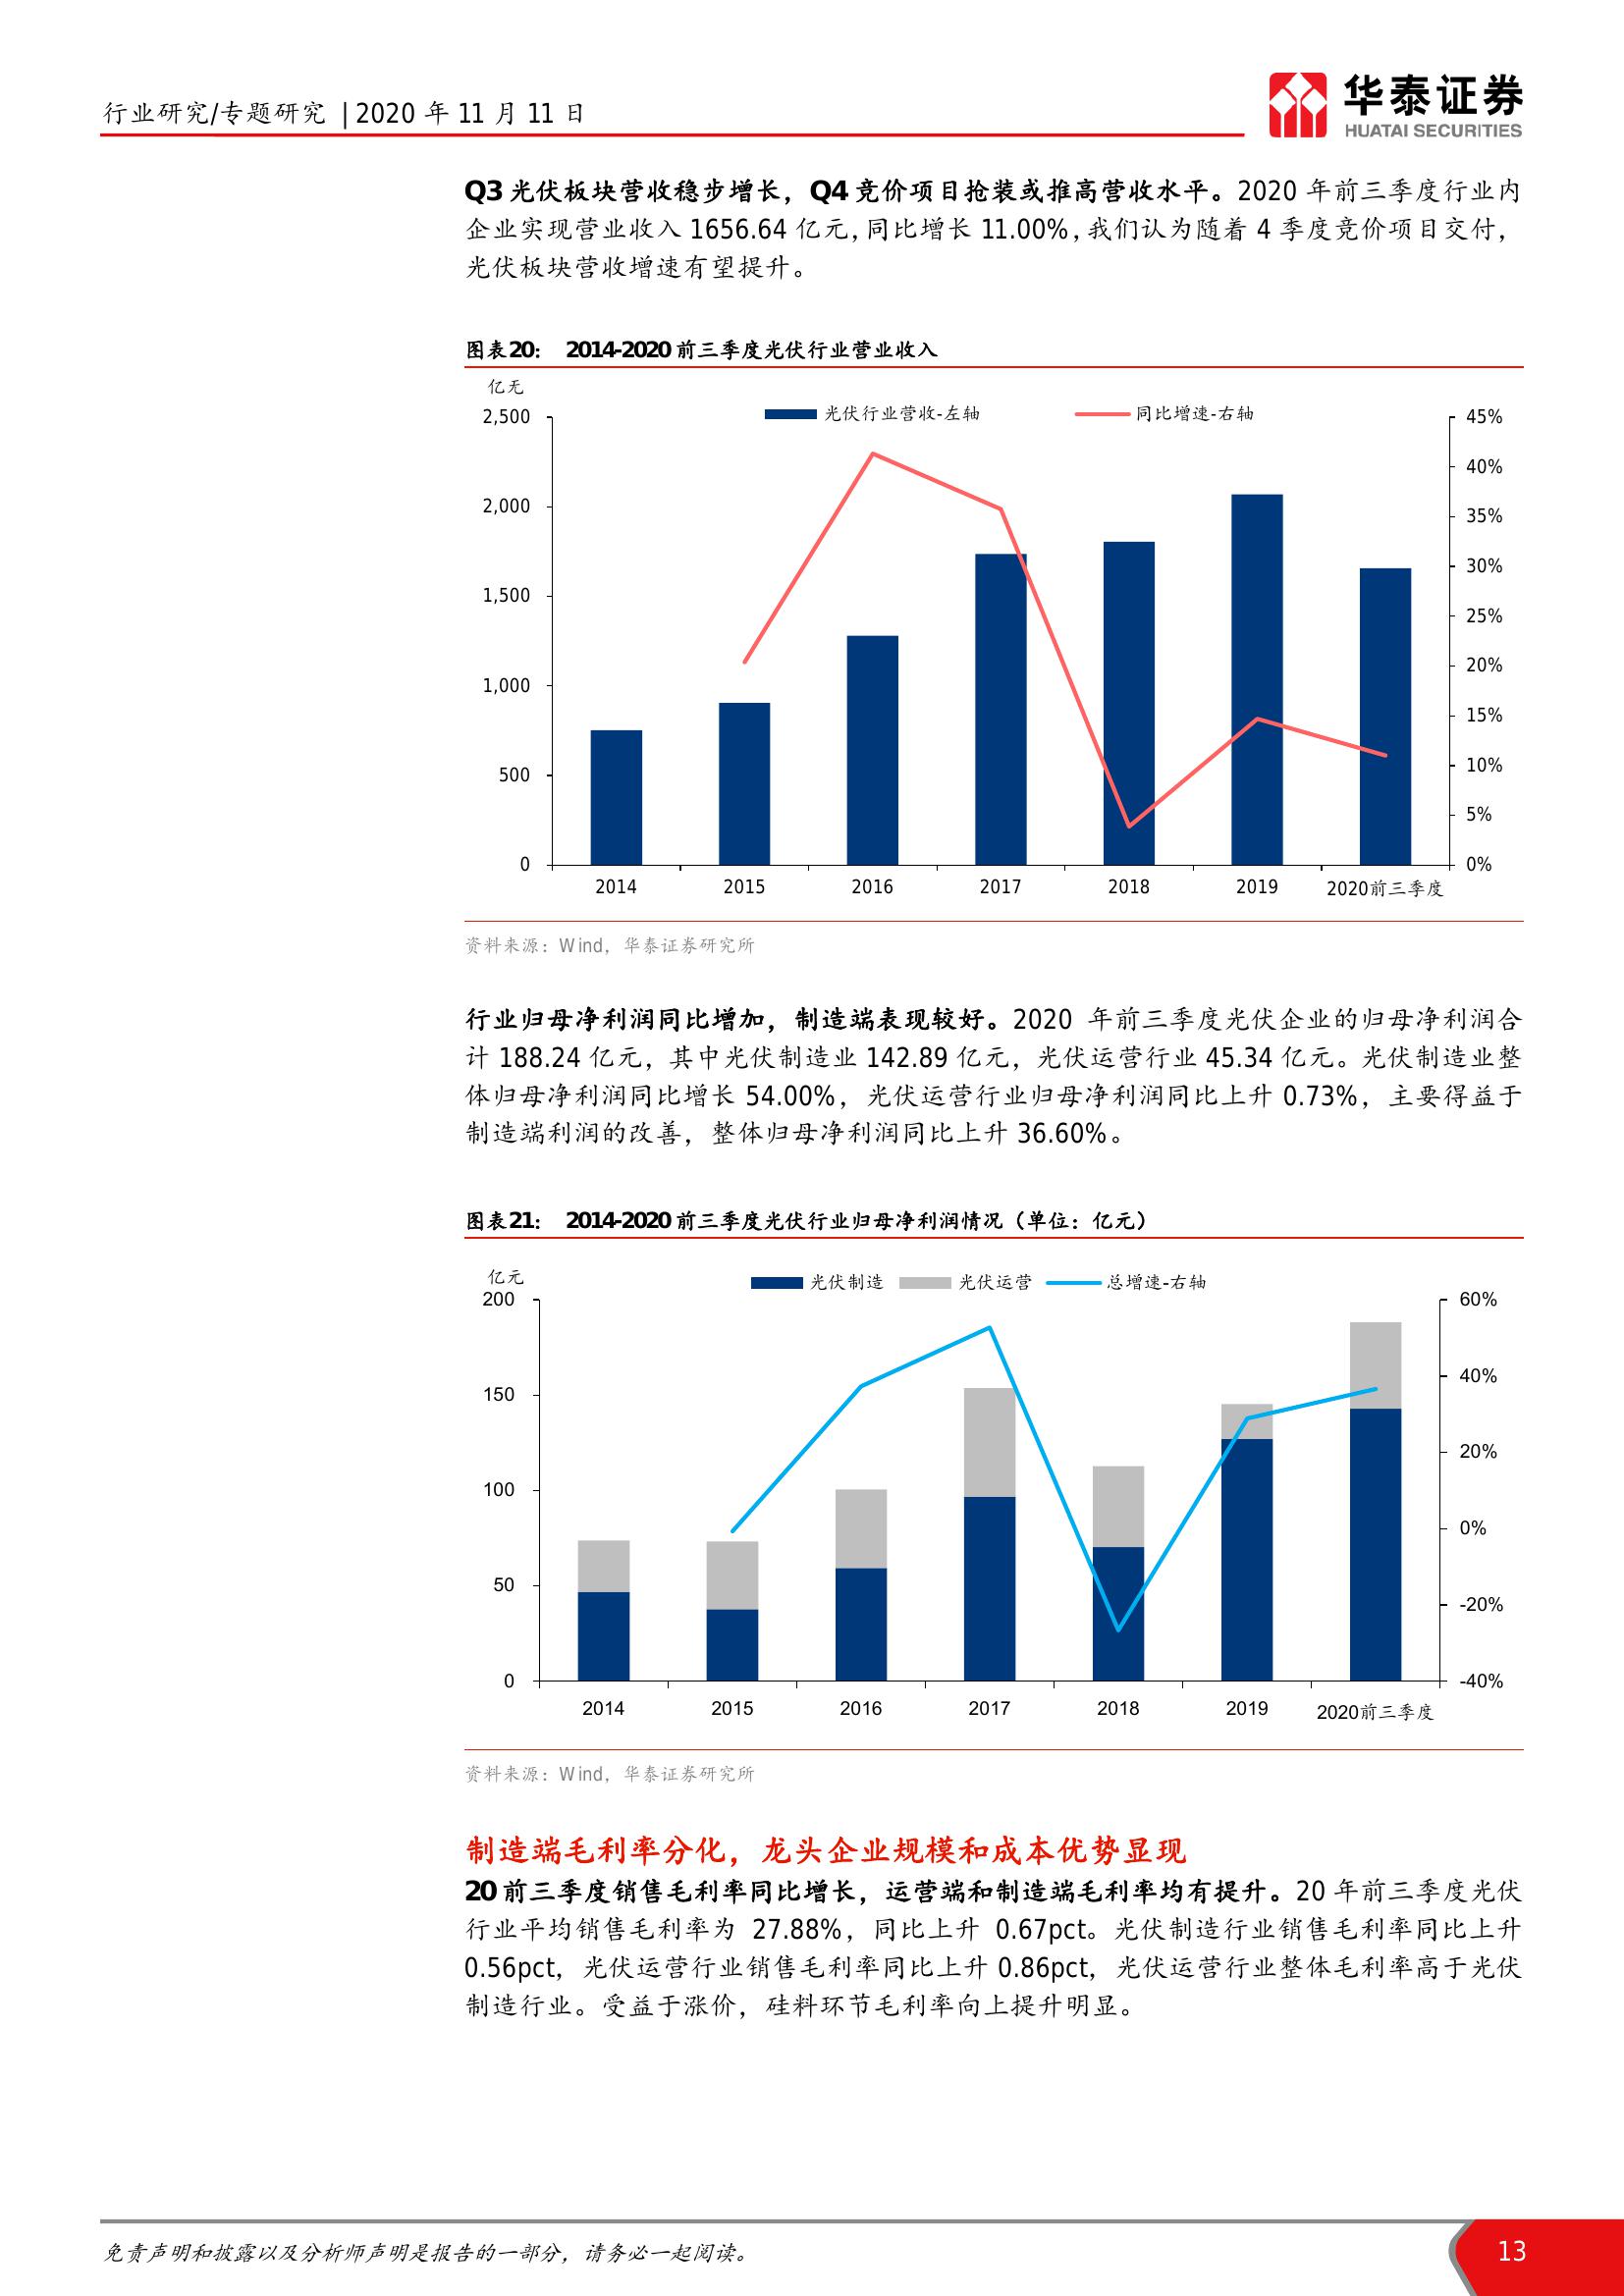 行业研究/专题研究 | 2020 年 11 月 11 日
华泰证券
HUATAI SECURITIES
Q3 光伏板块营收稳步增长，Q4 竞价项目抢装或推高营收水平。2020 年前三季度行业内
企业实现营业收入 1656.64 亿元，同比增长 11.00%，我们认为随着 4 季度竞价项目交付，
光伏板块营收增速有望提升。
图表20： 2014-2020 前三季度光伏行业营业收入
亿元
光伏行业营收-左轴 同比增速-右轴
2,500 45%
40%
2,000
35%
30%
1,500
25%
20%
1,000
15%
10%
500
5%
0 0%
2014 2015 2016 2017 2018 2019 2020前三季度
资料来源：Wind，华泰证券研究所
行业归母净利润同比增加，制造端表现较好。2020 年前三季度光伏企业的归母净利润合
计 188.24 亿元，其中光伏制造业 142.89 亿元，光伏运营行业 45.34 亿元。光伏制造业整
体归母净利润同比增长 54.00%，光伏运营行业归母净利润同比上升 0.73%，主要得益于
制造端利润的改善，整体归母净利润同比上升 36.60%。
图表21： 2014-2020 前三季度光伏行业归母净利润情况（单位：亿元）
亿元
光伏制造 光伏运营 总增速-右轴
200 60%
150 40%
20%
100
0%
50
-20%
0 -40%
2014 2015 2016 2017 2018 2019 2020前三季度
资料来源：Wind，华泰证券研究所
制造端毛利率分化，龙头企业规模和成本优势显现
20 前三季度销售毛利率同比增长，运营端和制造端毛利率均有提升。20 年前三季度光伏
行业平均销售毛利率为 27.88%，同比上升 0.67pct。光伏制造行业销售毛利率同比上升
0.56pct，光伏运营行业销售毛利率同比上升 0.86pct，光伏运营行业整体毛利率高于光伏
制造行业。受益于涨价，硅料环节毛利率向上提升明显。
免责声明和披露以及分析师声明是报告的一部分，请务必一起阅读。
13